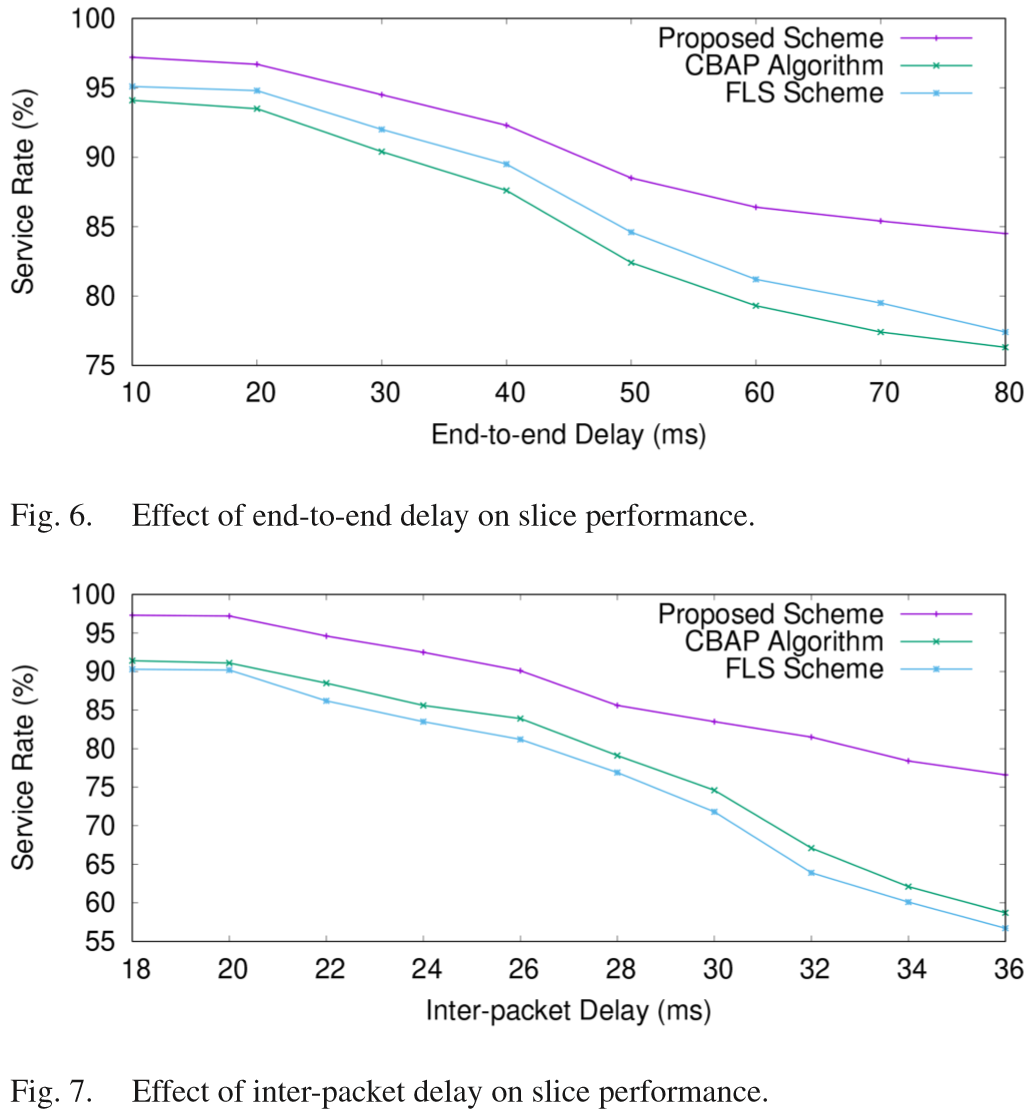 100
95
90
85
80
75
Service Rate (%)
Proposed Scheme
CBAP Algorithm
FLS Scheme
10 20 30 40 50 60 70 80
End-to-end Delay (ms)
Fig. 6. Effect of end-to-end delay on slice performance.
100
95
90
85
80
75
70
65
60
55
Service Rate (%)
Proposed Scheme
CBAP Algorithm
FLS Scheme
18 20 22 24 26 28 30 32 34 36
Inter-packet Delay (ms)
Fig. 7. Effect of inter-packet delay on slice performance.